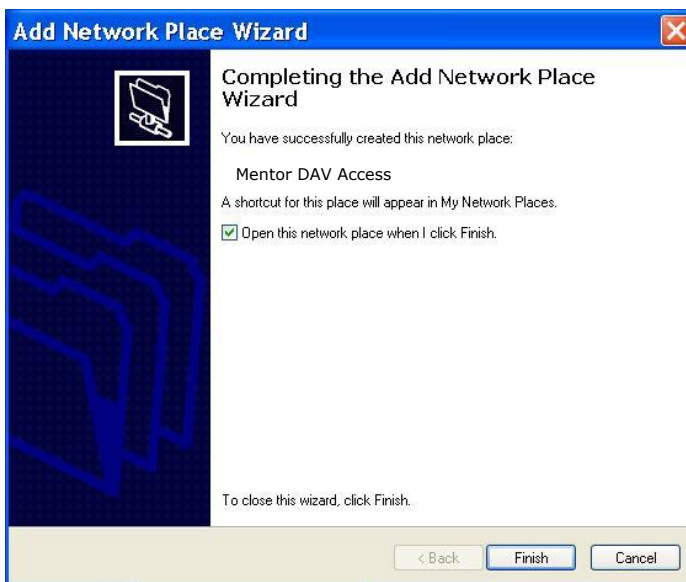 Add Network Place Wizard
Completing the Add Network Place
Wizard
You have successfully created this network place:
Mentor DAV Access
A shortcut for this place will appear in My Network Places.
Open this network place when I click Finish.
To close this wizard, click Finish.
< Back
Finish
Cancel